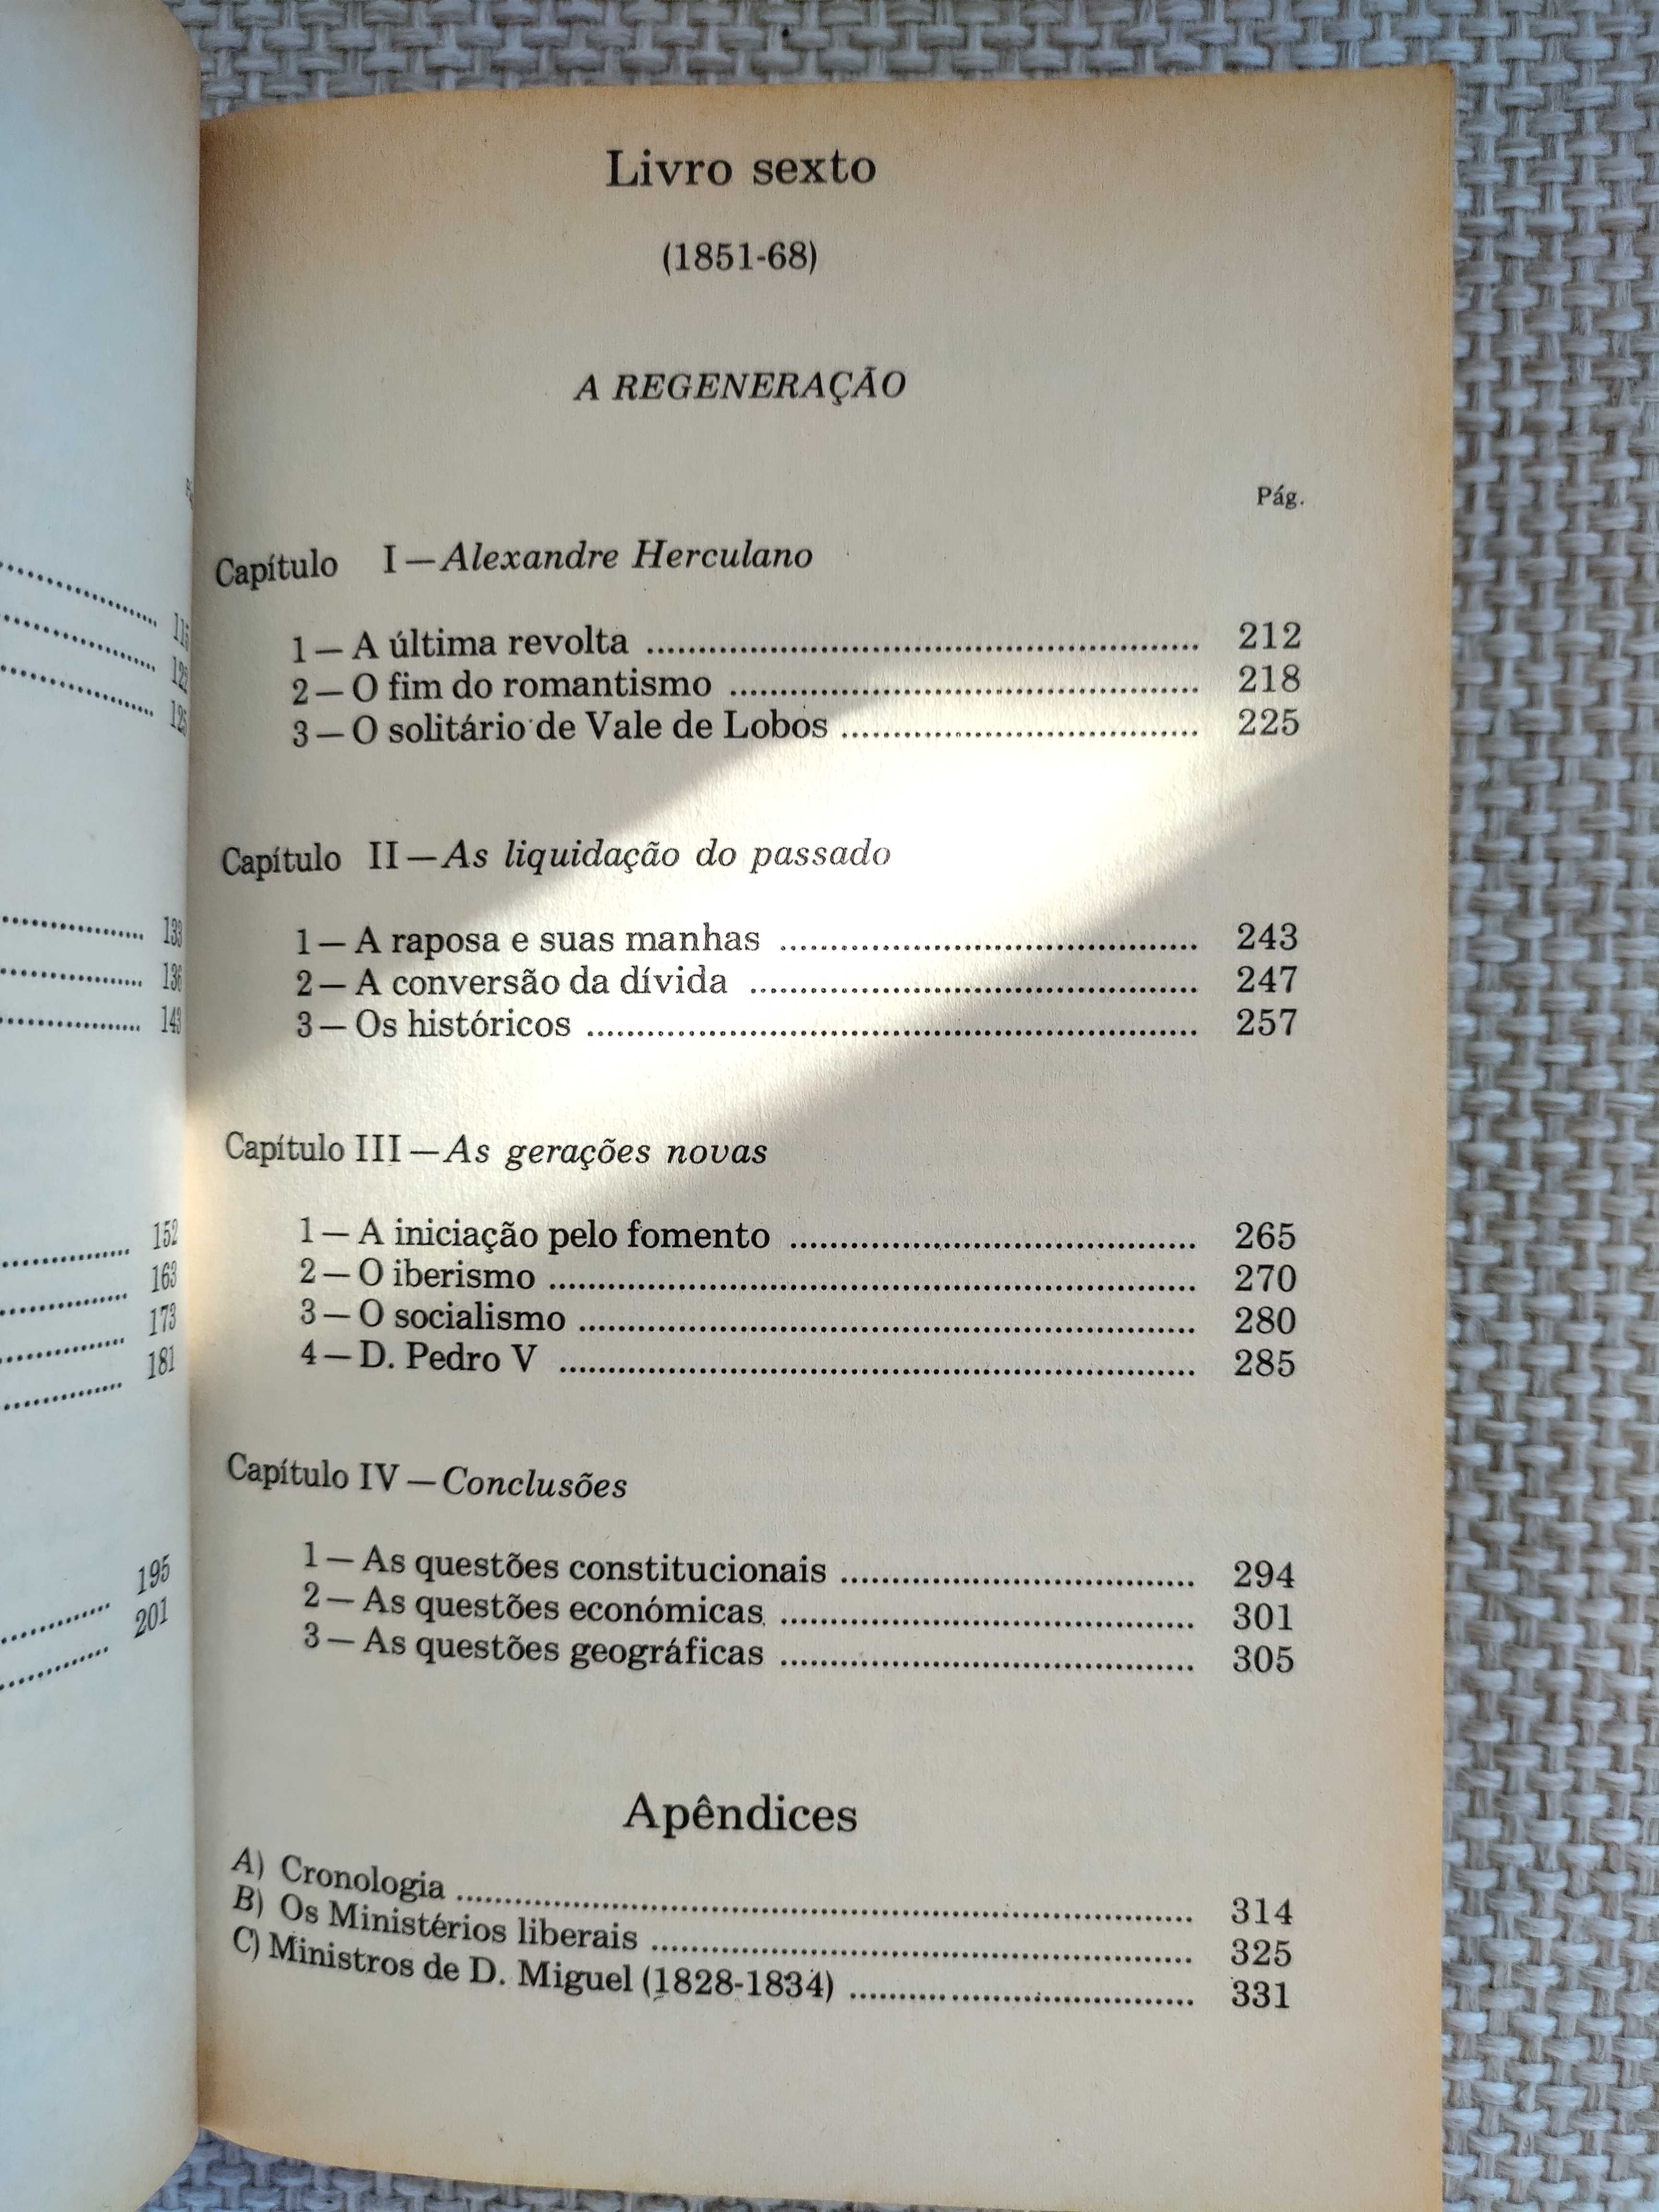 115
125
133
136
143
152
163
173
181
195
201
Livro sexto
(1851-68)
A REGENERAÇÃO
Pág.
Capítulo I — Alexandre Herculano
1 — A última revolta .......... 212
2 — O fim do romantismo .......... 218
3 — O solitário de Vale de Lobos .......... 225
Capítulo II — As liquidação do passado
1 — A raposa e suas manhas .......... 243
2 — A conversão da dívida .......... 247
3 — Os históricos .......... 257
Capítulo III — As gerações novas
1 — A iniciação pelo fomento .......... 265
2 — O iberismo .......... 270
3 — O socialismo .......... 280
4 — D. Pedro V .......... 285
Capítulo IV — Conclusões
1 — As questões constitucionais .......... 294
2 — As questões económicas .......... 301
3 — As questões geográficas .......... 305
Apêndices
A) Cronologia .......... 314
B) Os Ministérios liberais .......... 325
C) Ministros de D. Miguel (1828-1834) .......... 331